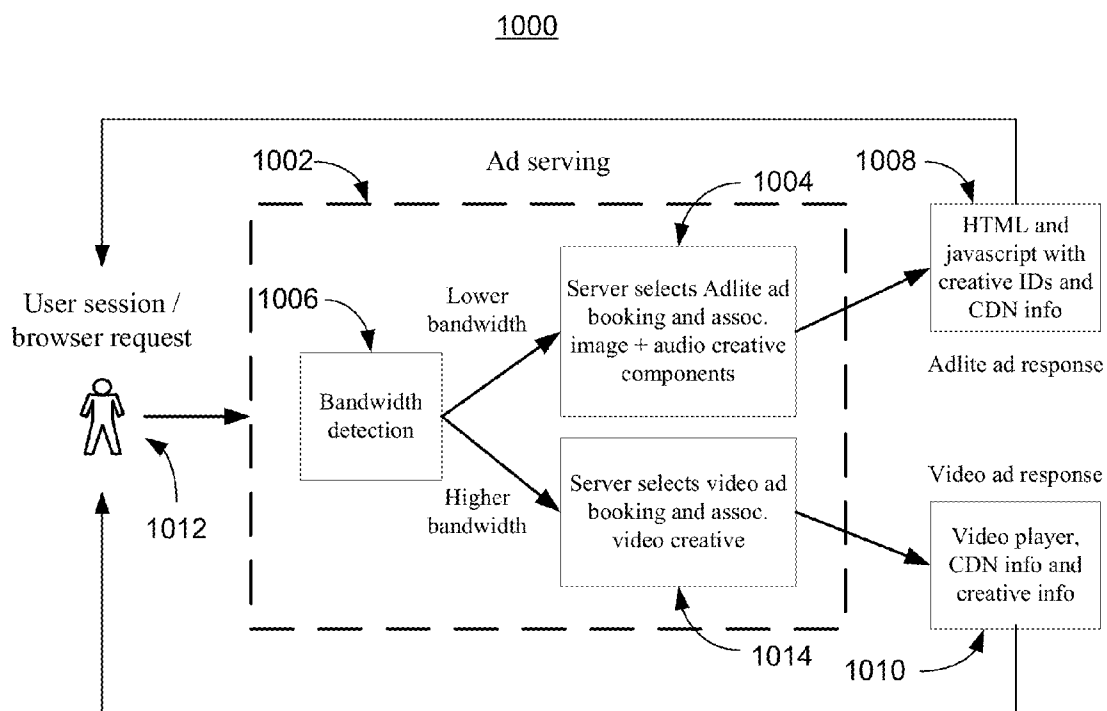 1000
1002
Ad serving
1004
1008
HTML and
javascript with
creative IDs and
CDN info
Adlite ad response
User session /
browser request
1006
Lower
bandwidth
Server selects Adlite ad
booking and assoc.
image + audio creative
components
Bandwidth
detection
Higher
bandwidth
Server selects video ad
booking and assoc.
video creative
Video ad response
Video player,
CDN info and
creative info
1012
1014
1010